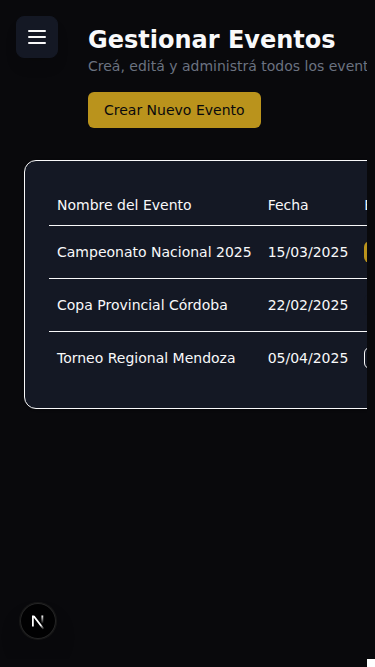 Gestionar Eventos
Creá, editá y administrá todos los event
Crear Nuevo Evento
Nombre del Evento Fecha
Campeonato Nacional 2025 15/03/2025
Copa Provincial Córdoba 22/02/2025
Torneo Regional Mendoza 05/04/2025
N